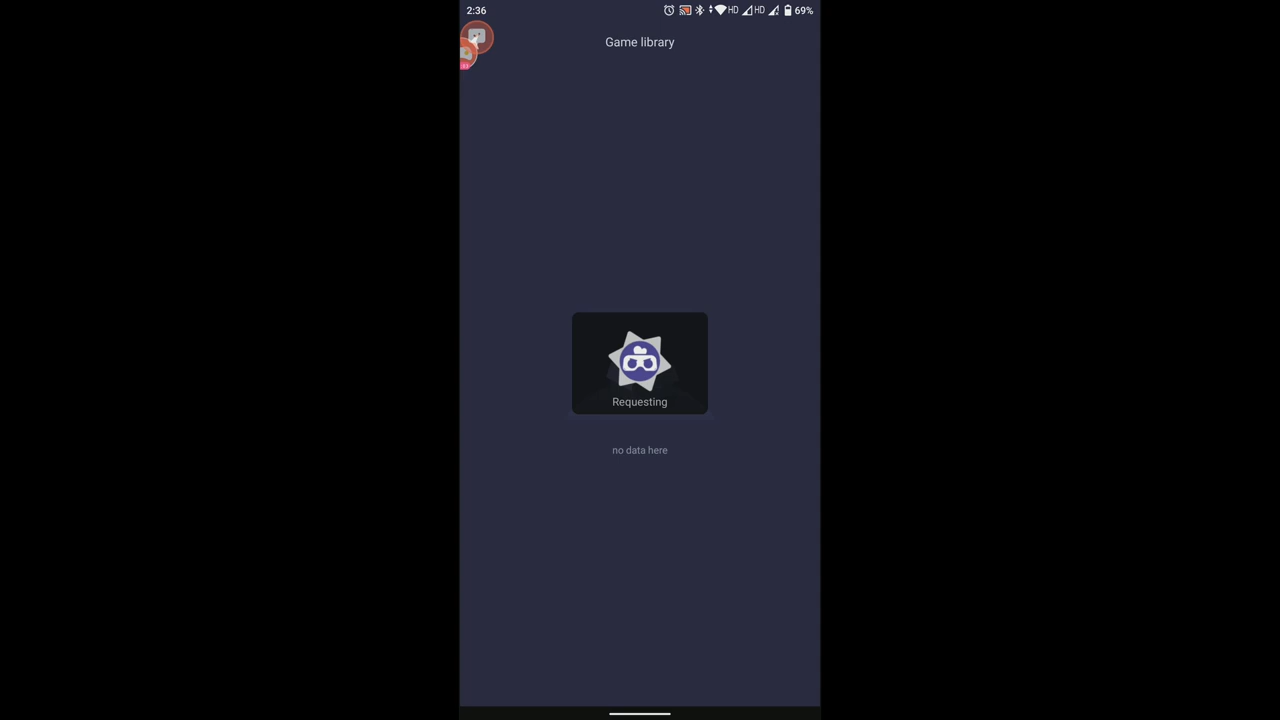 2:36 HD HD 69%
Game library
Requesting
no data here